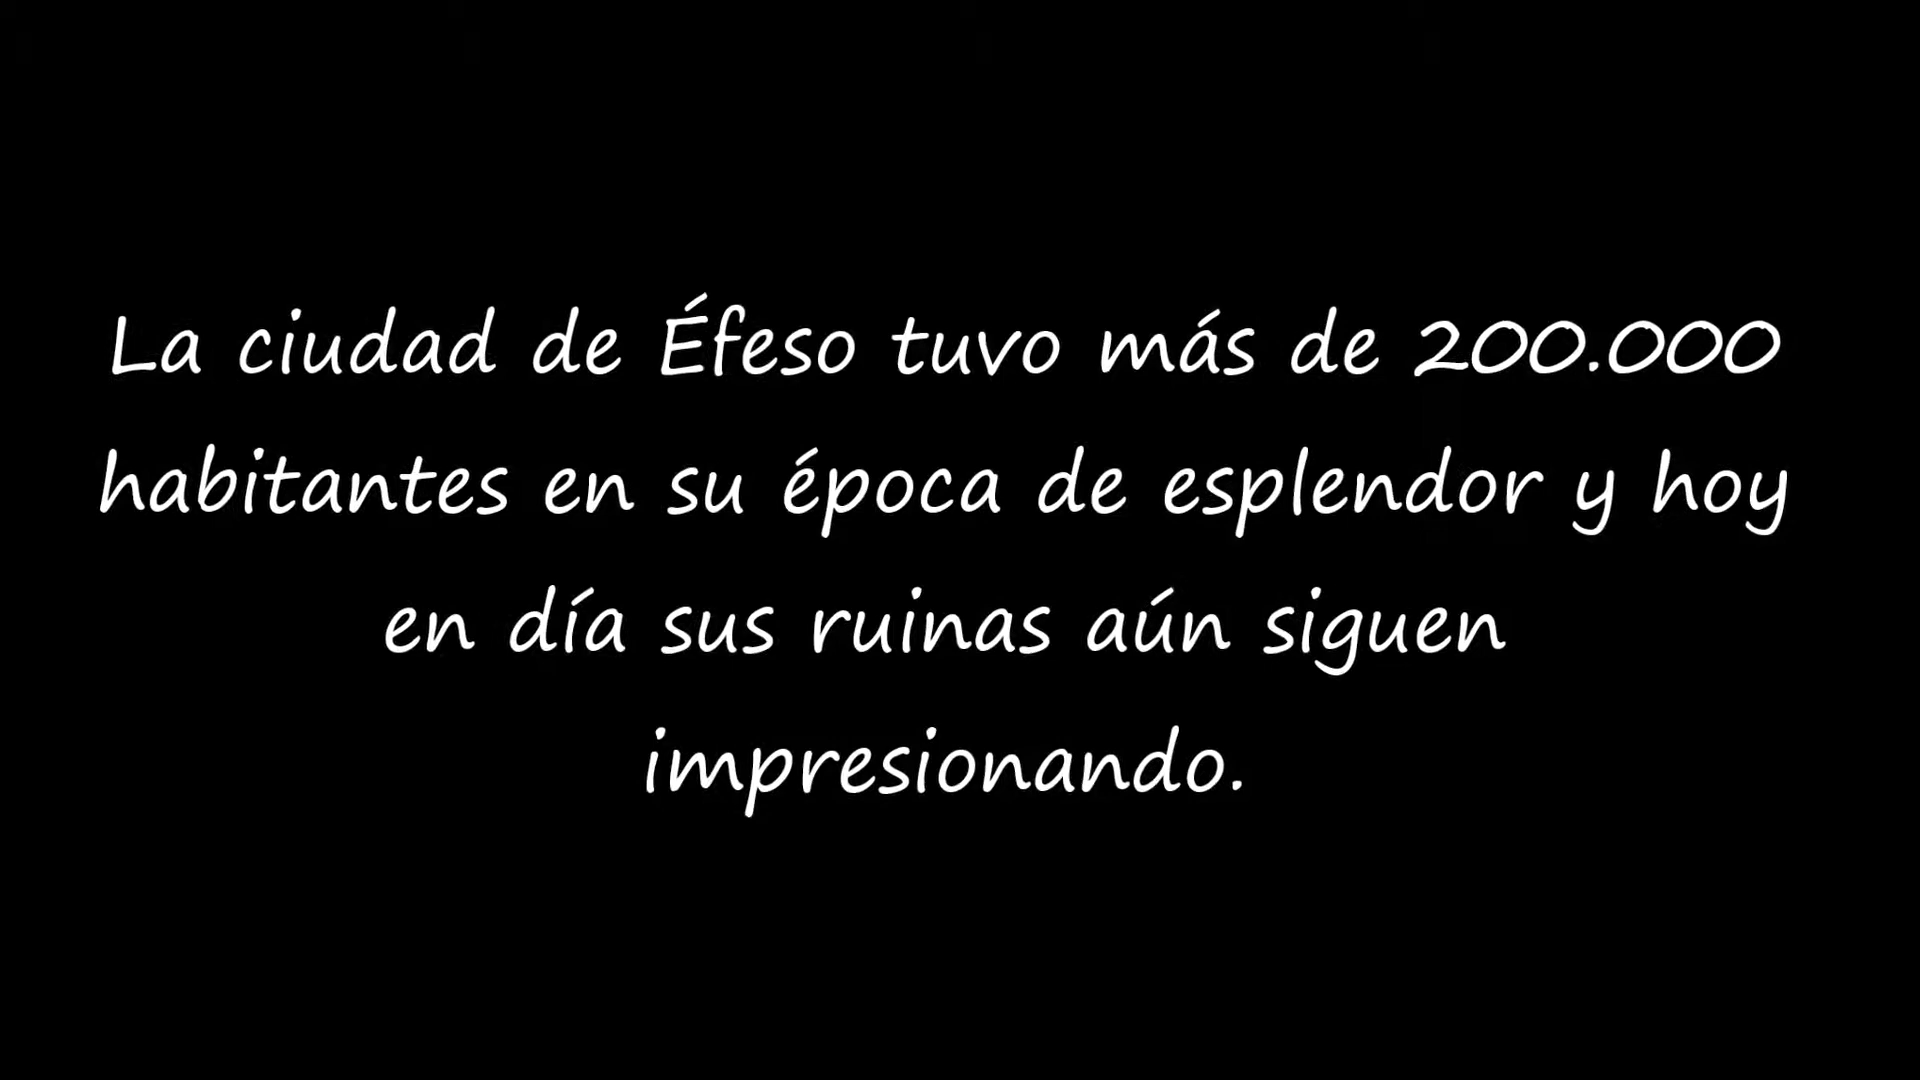 La ciudad de Éfeso tuvo más de 200.000
habitantes en su época de esplendor y hoy
en día sus ruinas aún siguen
impresionando.